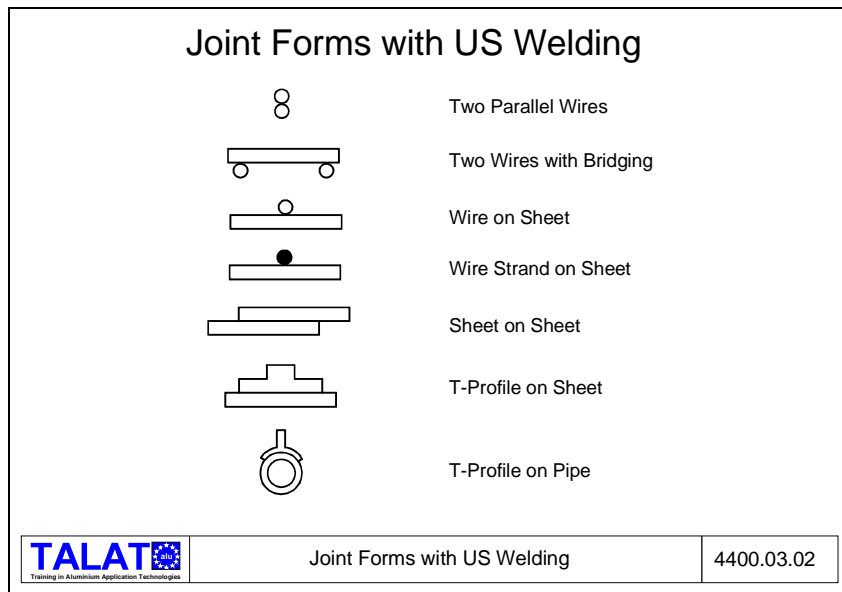 Joint Forms with US Welding
Two Parallel Wires
Two Wires with Bridging
Wire on Sheet
Wire Strand on Sheet
Sheet on Sheet
T-Profile on Sheet
T-Profile on Pipe
TALAT
alu
Training in Aluminium Application Technologies
Joint Forms with US Welding
4400.03.02